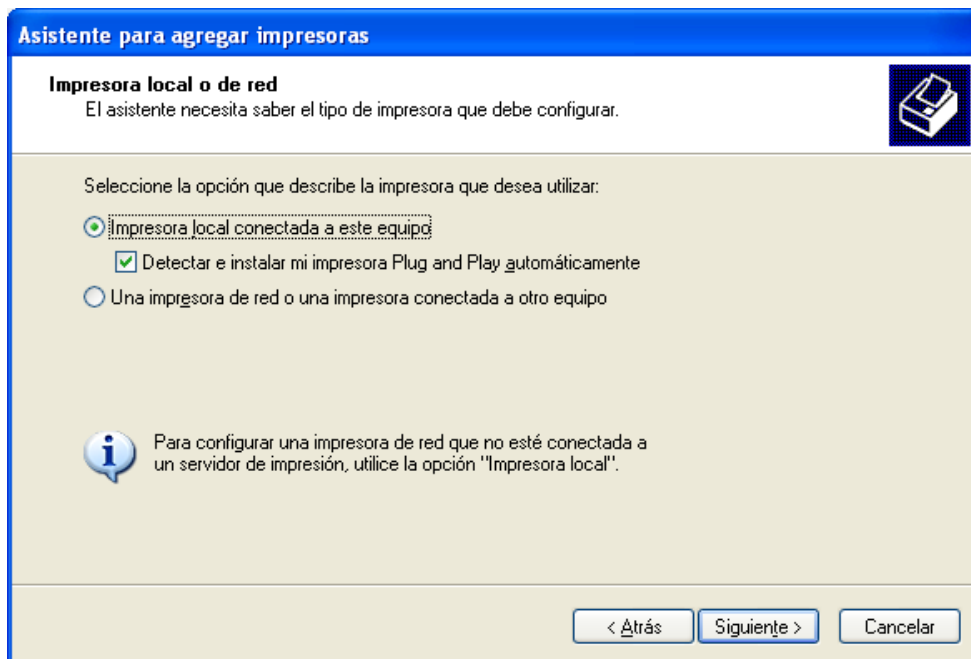 Asistente para agregar impresoras
Impresora local o de red
El asistente necesita saber el tipo de impresora que debe configurar.
Seleccione la opción que describe la impresora que desea utilizar:
Impresora local conectada a este equipo
Detectar e instalar mi impresora Plug and Play automáticamente
Una impresora de red o una impresora conectada a otro equipo
Para configurar una impresora de red que no esté conectada a
un servidor de impresión, utilice la opción "Impresora local".
< Atrás Siguiente > Cancelar